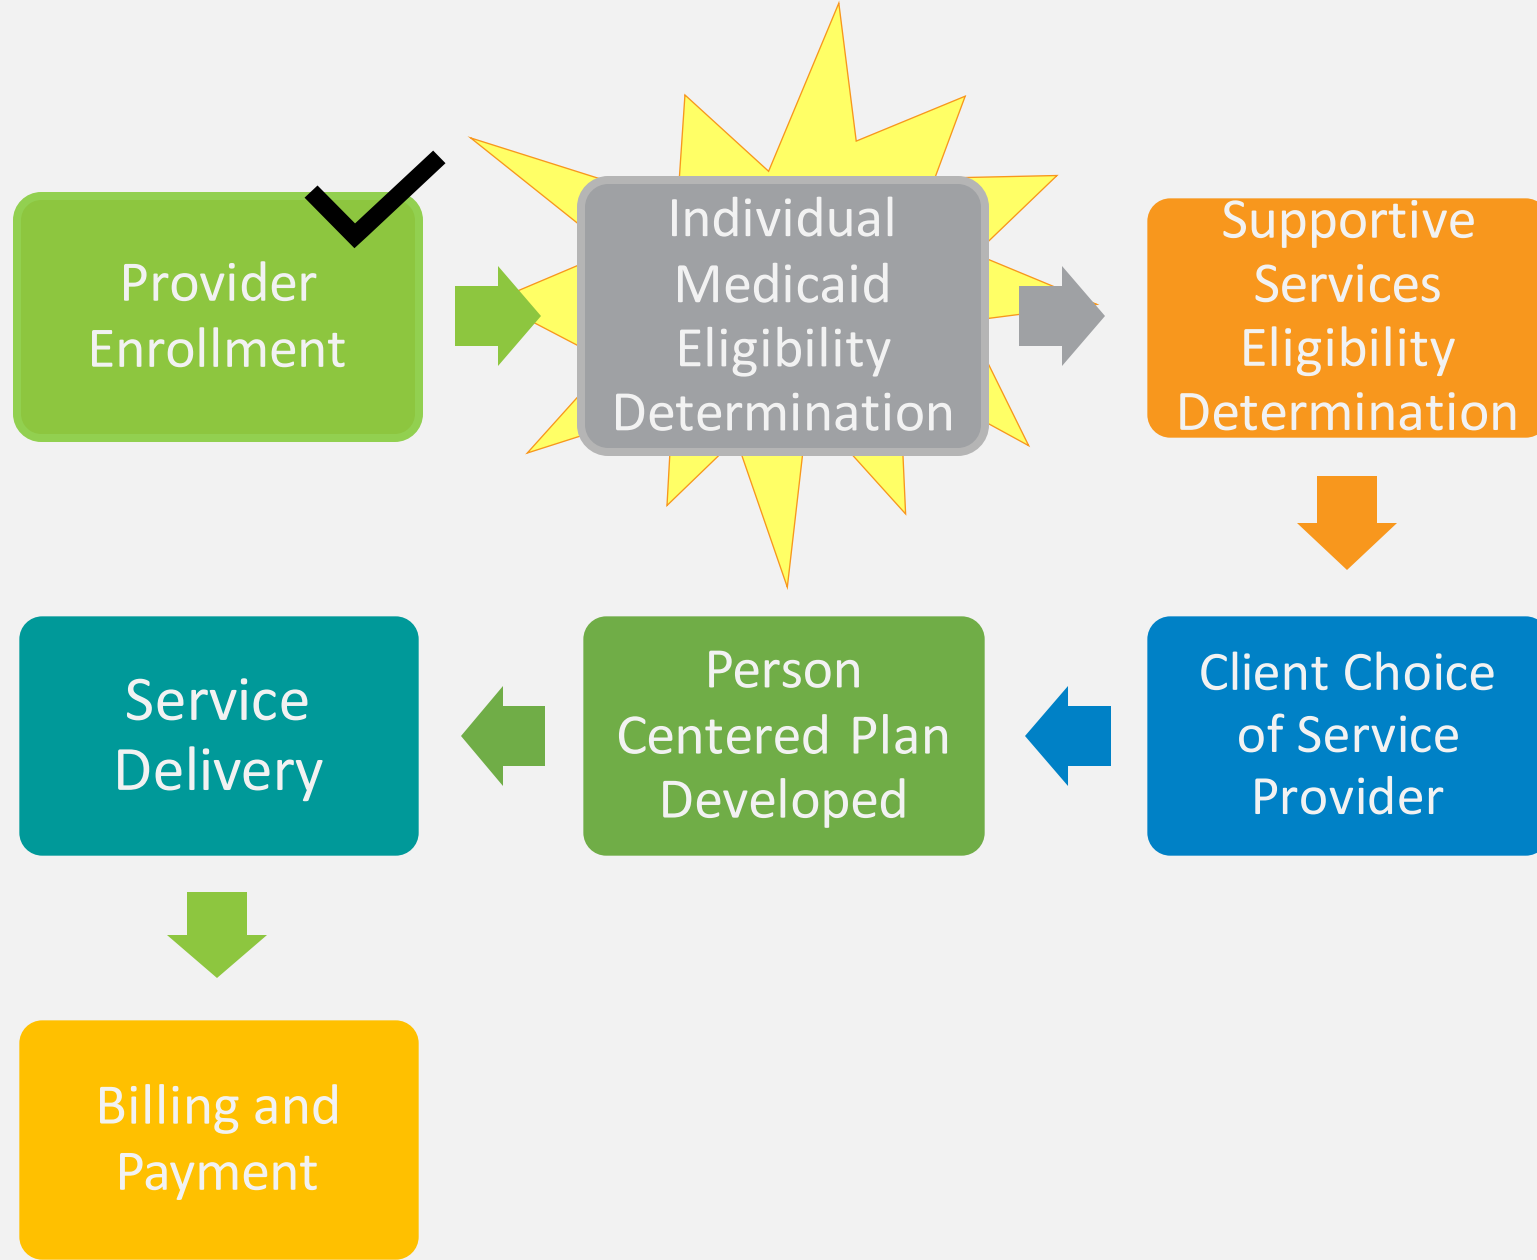 Provider
Enrollment
Individual
Medicaid
Eligibility
Determination
Supportive
Services
Eligibility
Determination
Client Choice
of Service
Provider
Person
Centered Plan
Developed
Service
Delivery
Billing and
Payment